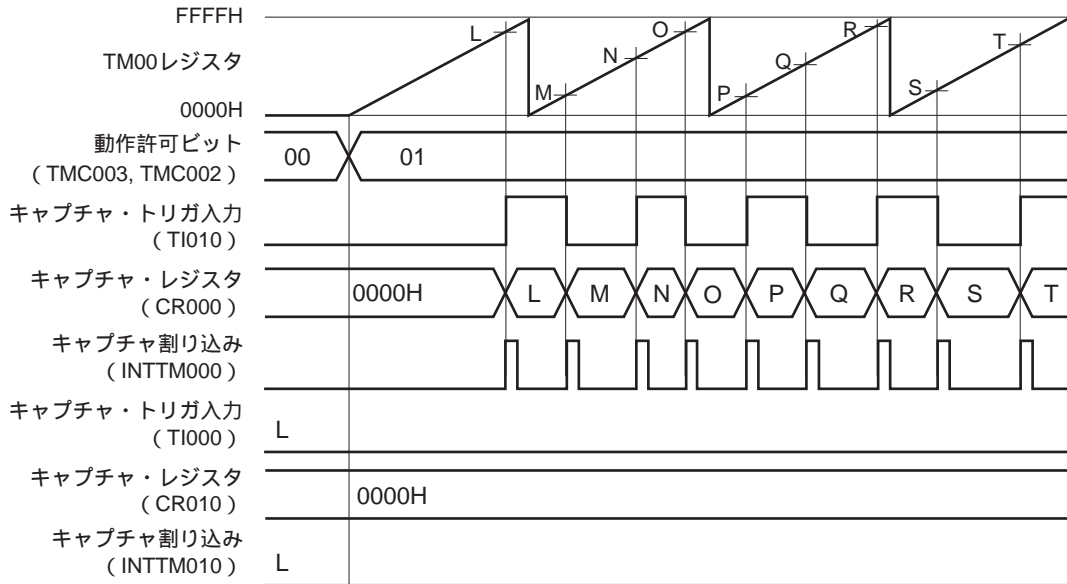 FFFFH
TM00レジスタ
0000H
L
M
N
O
P
Q
R
S
T
動作許可ビット
（TMC003, TMC002）
00
01
キャプチャ・トリガ入力
（TI010）
キャプチャ・レジスタ
（CR000）
0000H
L
M
N
O
P
Q
R
S
T
キャプチャ割り込み
（INTTM000）
キャプチャ・トリガ入力
（TI000）
L
キャプチャ・レジスタ
（CR010）
0000H
キャプチャ割り込み
（INTTM010）
L